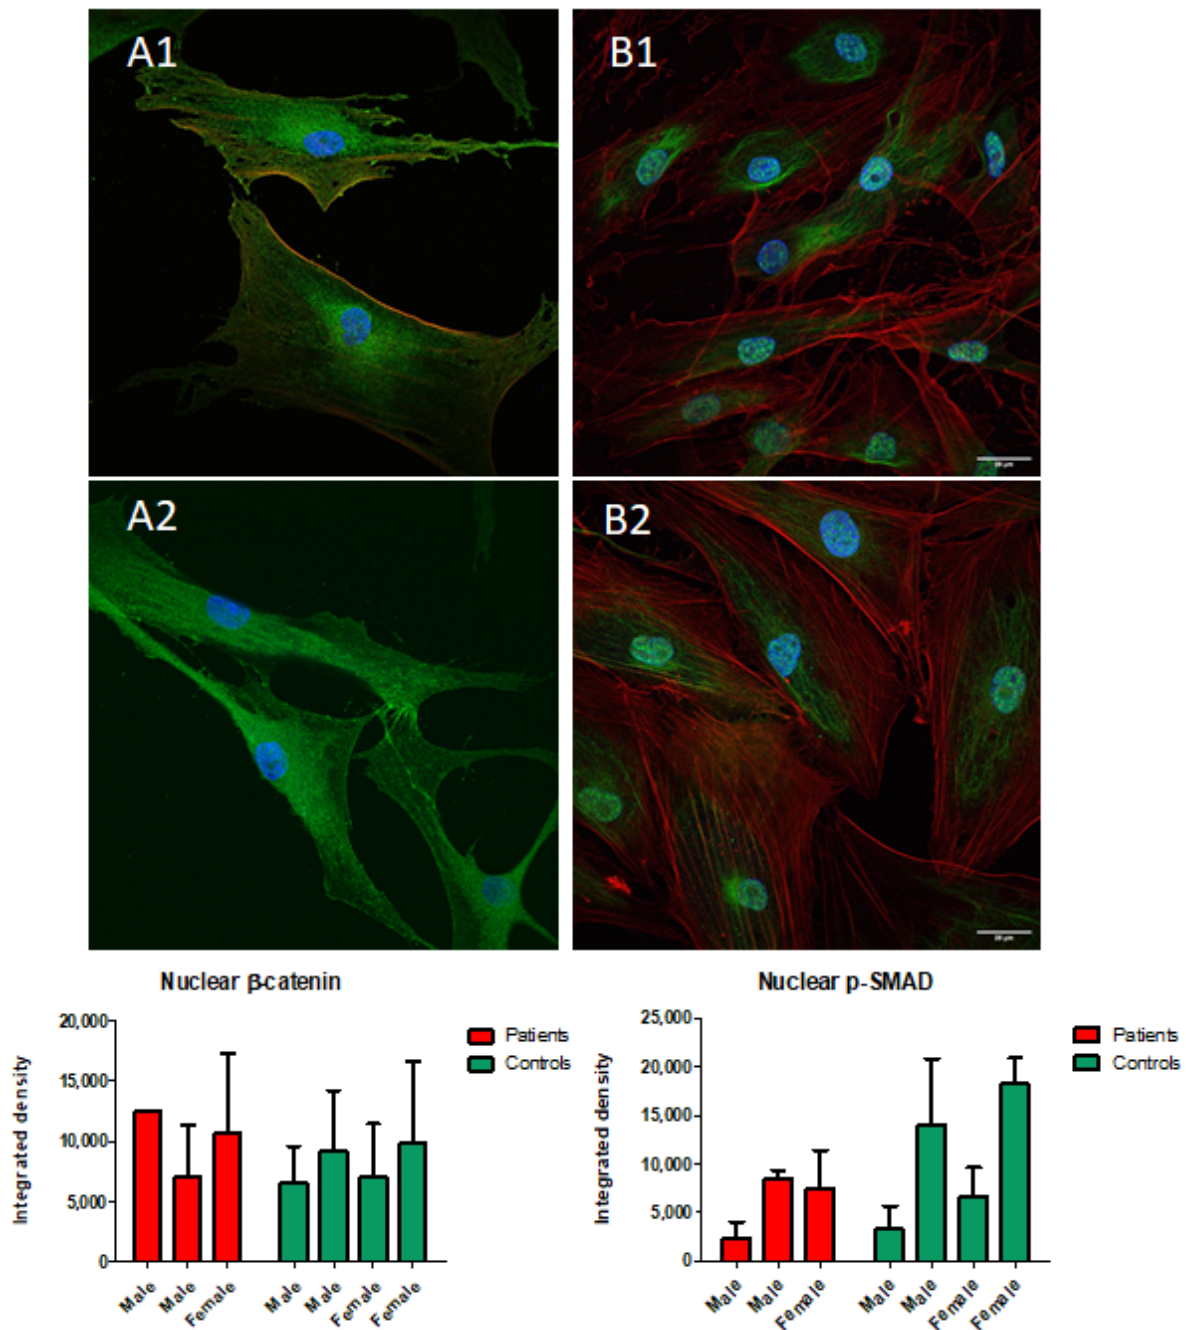 A1
B1
A2
B2
Nuclear β-catenin
20,000
15,000
10,000
5,000
0
Integrated density
Patients
Controls
Male
Male
Female
Male
Male
Female
Female
Nuclear p-SMAD
25,000
20,000
15,000
10,000
5,000
0
Integrated density
Patients
Controls
Male
Male
Female
Male
Male
Female
Female